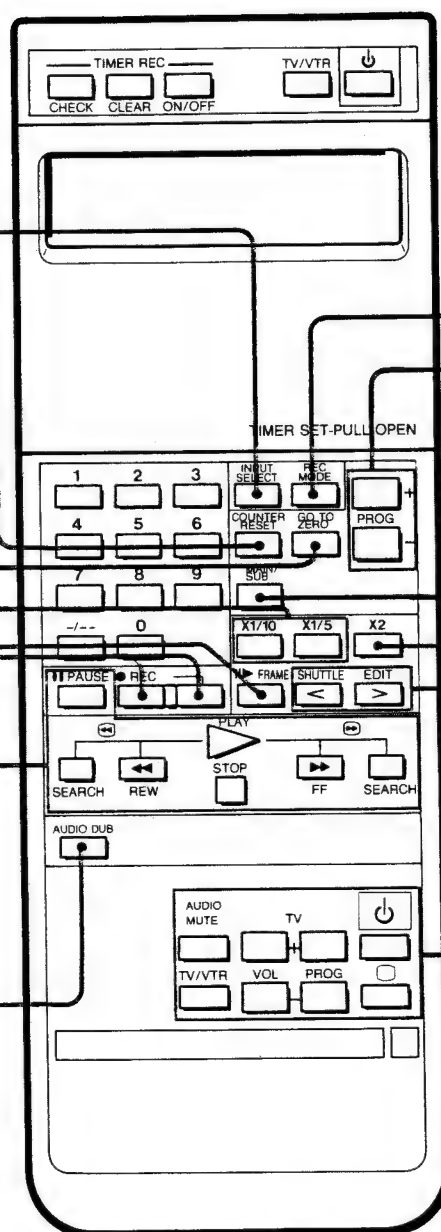 TIMER REC
TV/VTR
CHECK CLEAR ON/OFF
TIMER SET-PULL OPEN
1 2 3
INPUT SELECT
REC MODE
4 5 6
COUNTER RESET
GO TO ZERO
+
PROG
−
7 8 9
MAIN/SUB
-/-- 0
X1/10 X1/5 X2
PAUSE
REC
FRAME
SHUTTLE EDIT
< >
PLAY
SEARCH REW STOP FF SEARCH
AUDIO DUB
AUDIO MUTE
TV
+
TV/VTR VOL − PROG